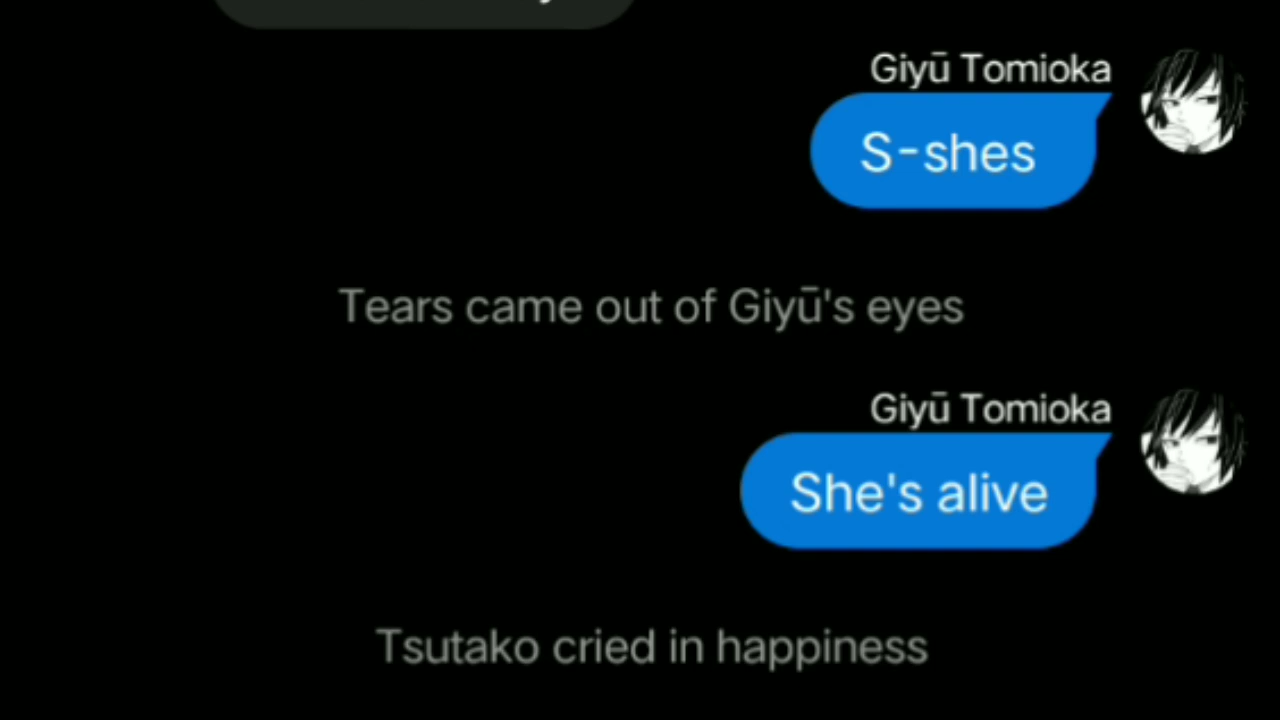 Giyū Tomioka
S-shes
Tears came out of Giyū's eyes
Giyū Tomioka
She's alive
Tsutako cried in happiness